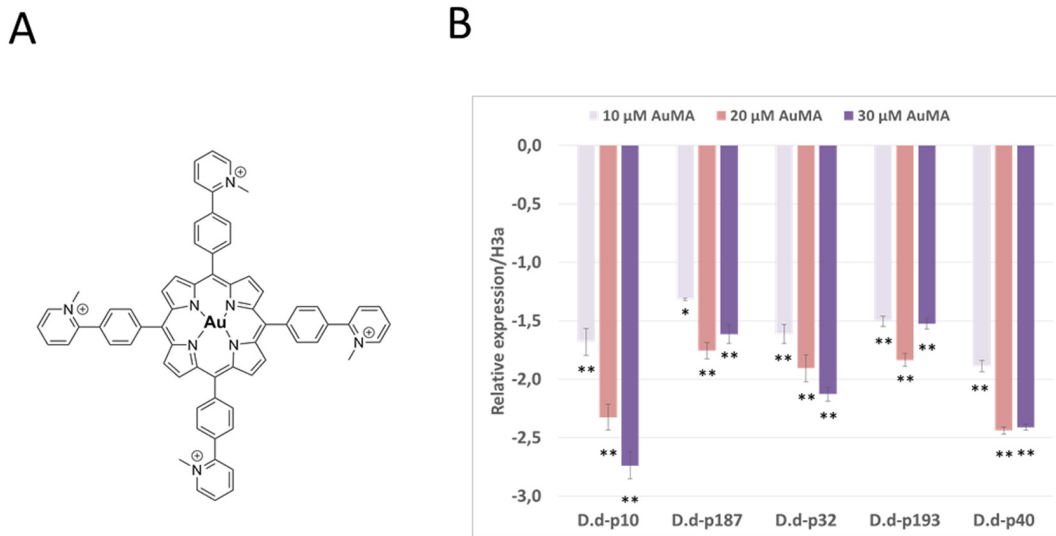 A
B
10 µM AuMA 20 µM AuMA 30 µM AuMA
0,0
-0,5
-1,0
-1,5
-2,0
-2,5
-3,0
Relative expression/H3a
** ** **
* ** **
** ** **
** ** **
** ** **
D.d-p10 D.d-p187 D.d-p32 D.d-p193 D.d-p40
N +
N +
N +
N +
N N
Au
N N